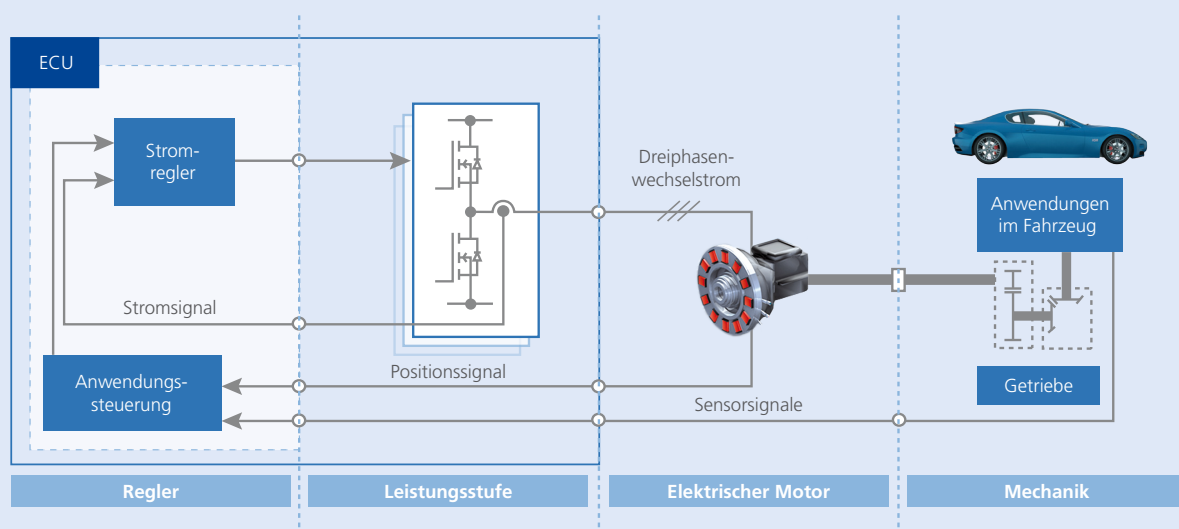 ECU
Strom-
regler
Dreiphasen-
wechselstrom
Anwendungen
im Fahrzeug
Stromsignal
Anwendungs-
steuerung
Positionssignal
Getriebe
Sensorsignale
Regler
Leistungsstufe
Elektrischer Motor
Mechanik